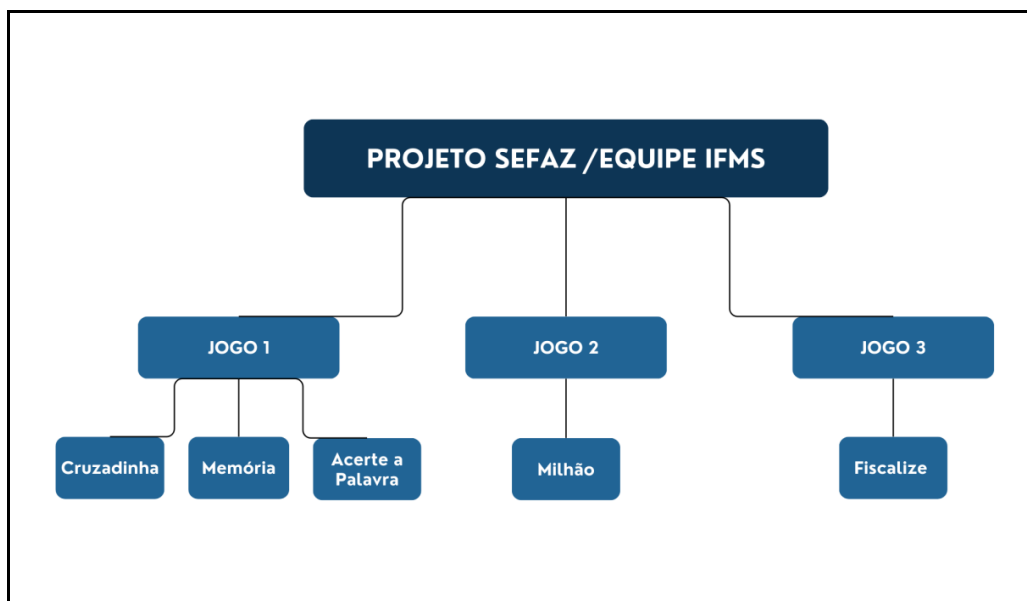 PROJETO SEFAZ /EQUIPE IFMS
JOGO 1
JOGO 2
JOGO 3
Cruzadinha
Memória
Acerte a
Palavra
Milhão
Fiscalize